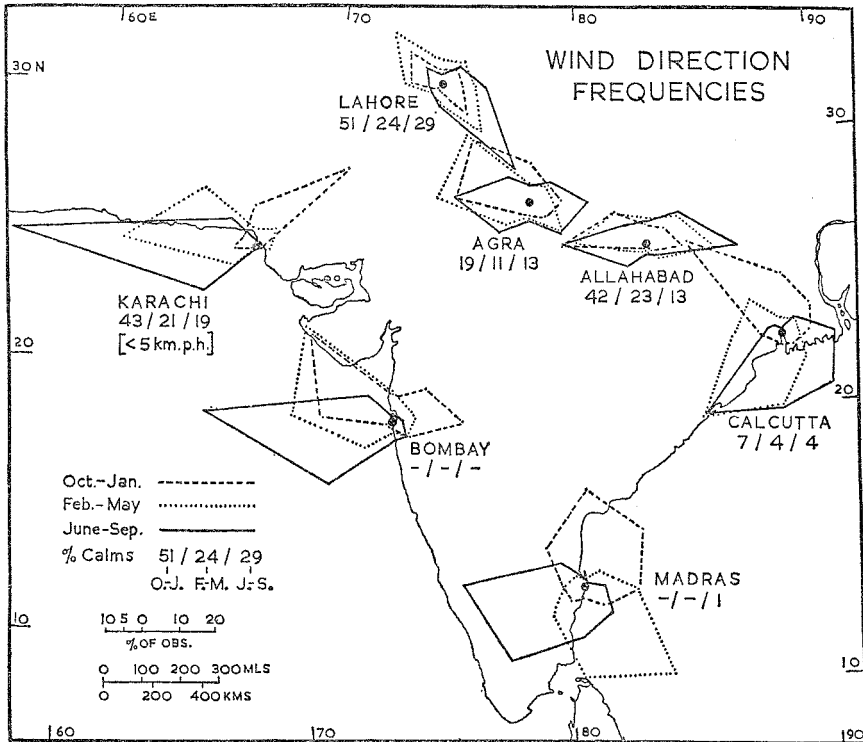 60E 70 80 90
30N
WIND DIRECTION
FREQUENCIES
30
LAHORE
51 / 24 / 29
AGRA
19 / 11 / 13
ALLAHABAD
42 / 23 / 13
KARACHI
43 / 21 / 19
[<5 km.p.h.]
20
20
CALCUTTA
7 / 4 / 4
BOMBAY
- / - / -
Oct.-Jan.
Feb.-May
June-Sep.
% Calms 51 / 24 / 29
O.-J. F.-M. J.-S.
MADRAS
- / - / 1
10
10 5 0 10 20
% OF OBS.
0 100 200 300 MLS
0 200 400 KMS
10
60 70 80 90